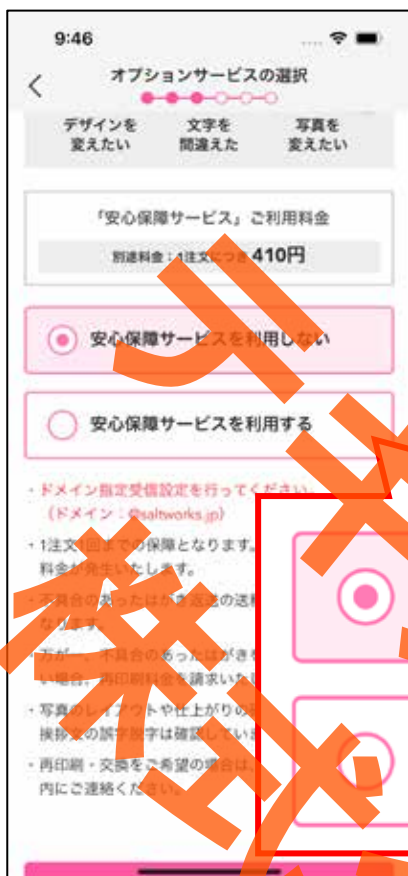 9:46
オプションサービスの選択
デザインを 文字を 写真を
変えたい 間違えた 変えたい
「安心保障サービス」ご利用料金
別途料金:1注文につき 410円
安心保障サービスを利用しない
安心保障サービスを利用する
・ドメイン指定受信設定を行ってください。
(ドメイン:@saltworks.jp)
・1注文1回までの保障となります。
料金が発生いたします。
・不具合のあったはがき返送の送料
なります。
・万が一、不具合のあったはがきを
い場合、再印刷料金を請求いた
・写真のレイアウトや仕上がりの
挨拶文の誤字脱字は確認していま
・再印刷・交換をご希望の場合は、
内にご連絡ください。